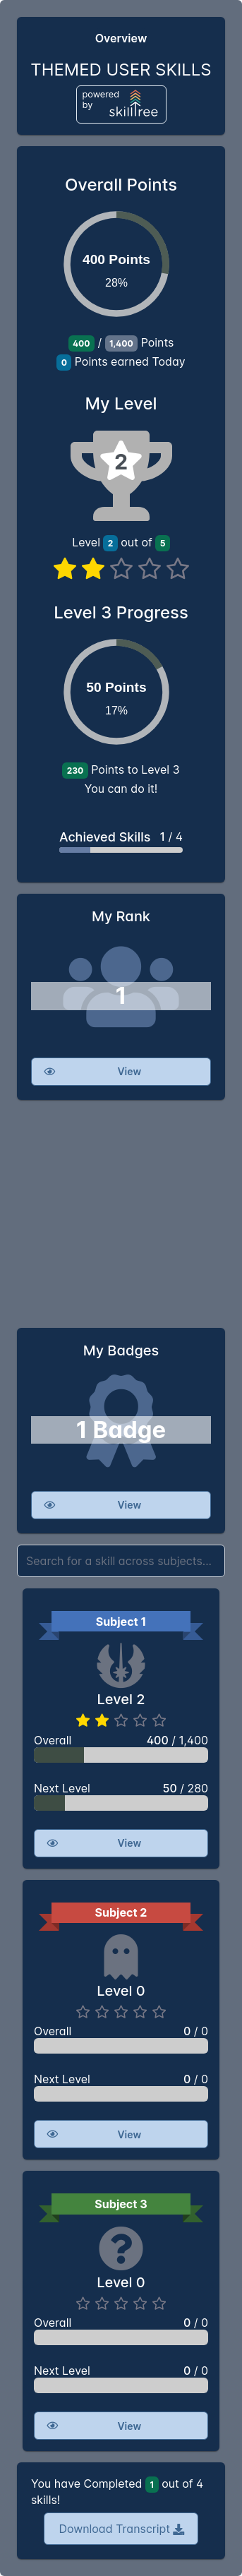 Overview
THEMED USER SKILLS
powered
by
skilltree
Overall Points
400 Points
28%
400 / 1,400 Points
0 Points earned Today
My Level
2
Level 2 out of 5
Level 3 Progress
50 Points
17%
230 Points to Level 3
You can do it!
Achieved Skills 1 / 4
My Rank
1
View
My Badges
1 Badge
View
Search for a skill across subjects...
Subject 1
Level 2
Overall 400 / 1,400
Next Level 50 / 280
View
Subject 2
Level 0
Overall 0 / 0
Next Level 0 / 0
View
Subject 3
Level 0
Overall 0 / 0
Next Level 0 / 0
View
You have Completed 1 out of 4
skills!
Download Transcript